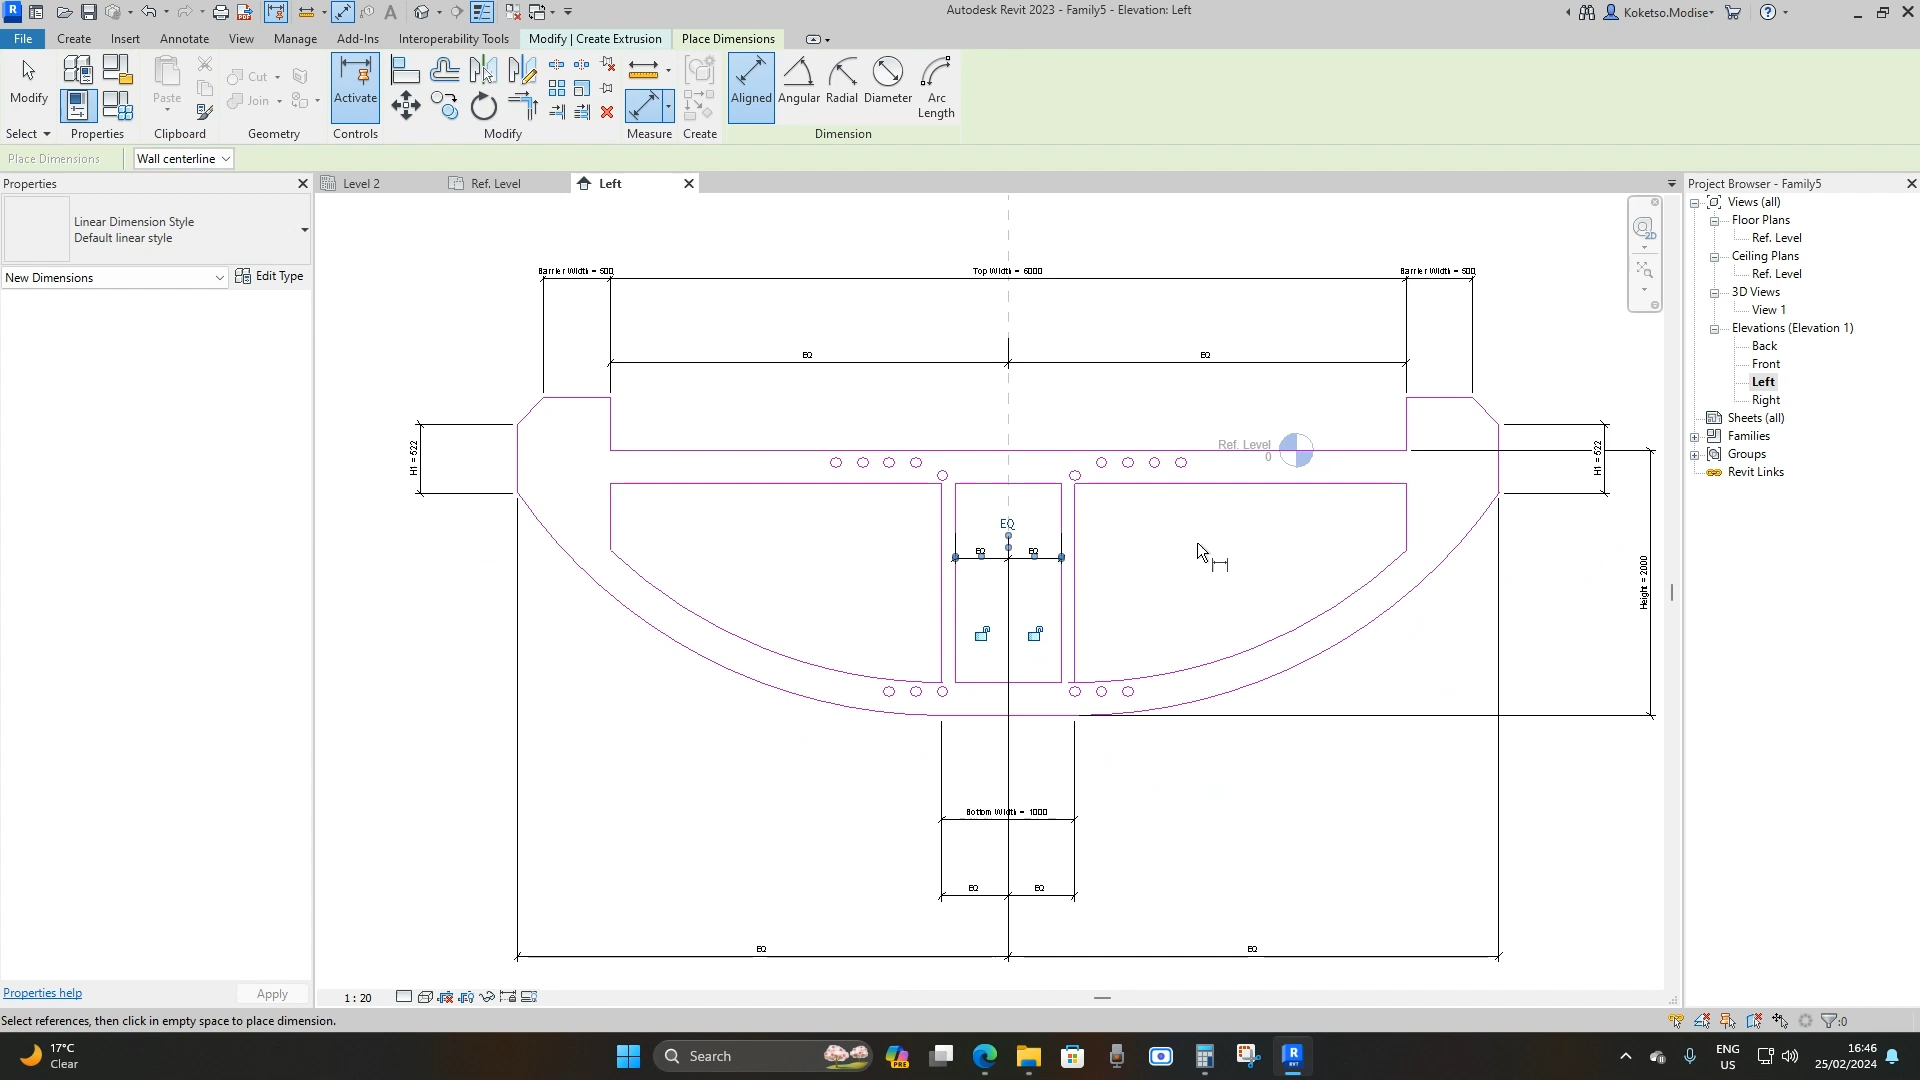 Autodesk Revit 2023 - Family5 - Elevation: Left
Koketso.Modise
File Create Insert Annotate View Manage Add-Ins Interoperability Tools Modify | Create Extrusion Place Dimensions
Modify
Paste
Cut
Join
Activate
Aligned Angular Radial Diameter Arc Length
Select Properties Clipboard Geometry Controls Modify Measure Create Dimension
Place Dimensions Wall centerline
Properties
Level 2 Ref. Level Left
Project Browser - Family5
Linear Dimension Style
Default linear style
New Dimensions Edit Type
Views (all)
Floor Plans
Ref. Level
Ceiling Plans
Ref. Level
3D Views
View 1
Elevations (Elevation 1)
Back
Front
Left
Right
Sheets (all)
Families
Groups
Revit Links
2D
Barrier Width = 500 Top Width = 6000 Barrier Width = 500
EQ EQ
H1 = 522
Ref. Level
0
H1 = 522
EQ
EQ EQ
Height = 2000
Bottom Width = 1000
EQ EQ
EQ EQ
Properties help Apply
1 : 20
Select references, then click in empty space to place dimension.
:0
17°C
Clear
Search
PRE
R
RVT
ENG
US
16:46
25/02/2024